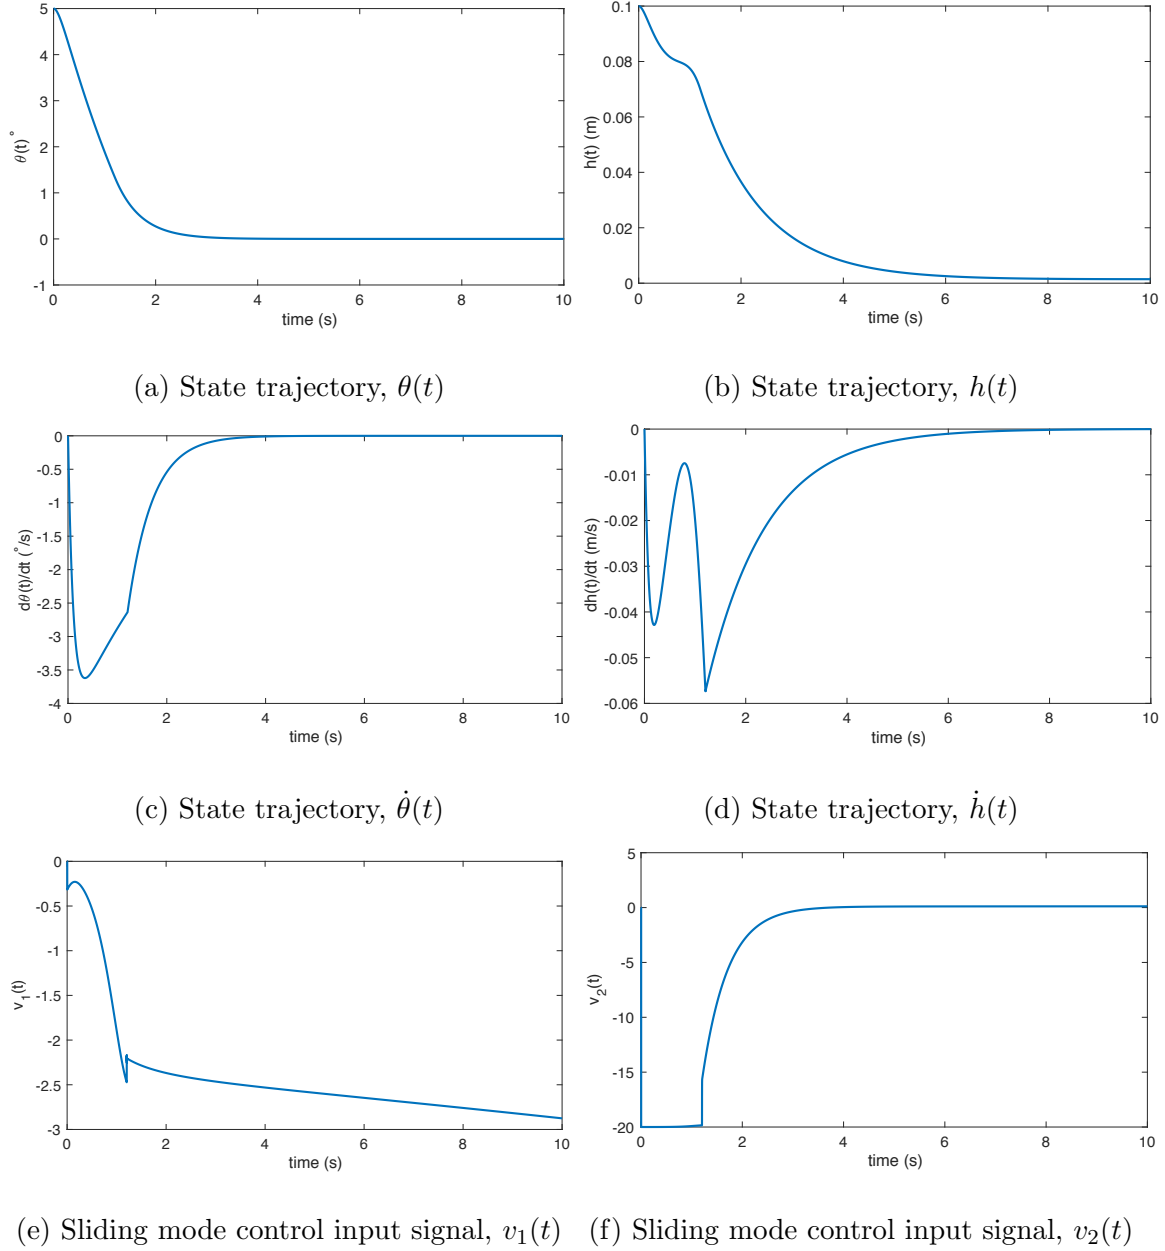 5
4
3
2
1
0
-1
θ(t)°
0 2 4 6 8 10
time (s)
(a) State trajectory, θ(t)
0.1
0.08
0.06
0.04
0.02
0
h(t) (m)
0 2 4 6 8 10
time (s)
(b) State trajectory, h(t)
0
-0.5
-1
-1.5
-2
-2.5
-3
-3.5
-4
dθ(t)/dt (°/s)
0 2 4 6 8 10
time (s)
(c) State trajectory, θ̇(t)
0
-0.01
-0.02
-0.03
-0.04
-0.05
-0.06
dh(t)/dt (m/s)
0 2 4 6 8 10
time (s)
(d) State trajectory, ḣ(t)
0
-0.5
-1
-1.5
-2
-2.5
-3
v₁(t)
0 2 4 6 8 10
time (s)
(e) Sliding mode control input signal, v₁(t)
5
0
-5
-10
-15
-20
v₂(t)
0 2 4 6 8 10
time (s)
(f) Sliding mode control input signal, v₂(t)